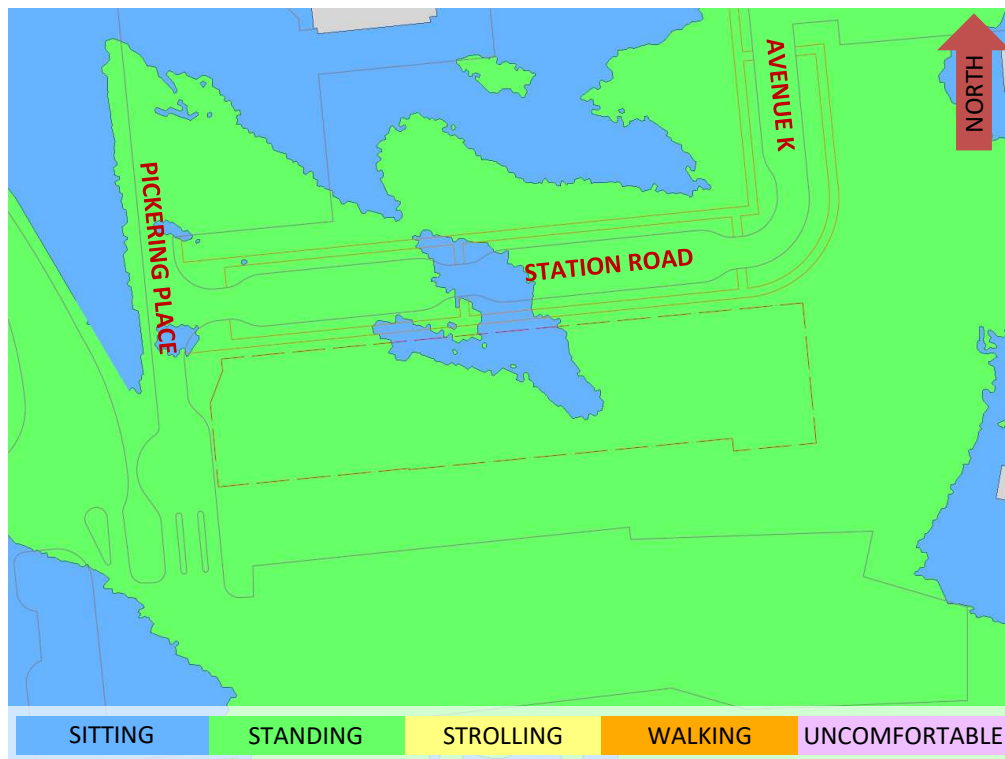 AVENUE K
NORTH
PICKERING PLACE
STATION ROAD
SITTING
STANDING
STROLLING
WALKING
UNCOMFORTABLE